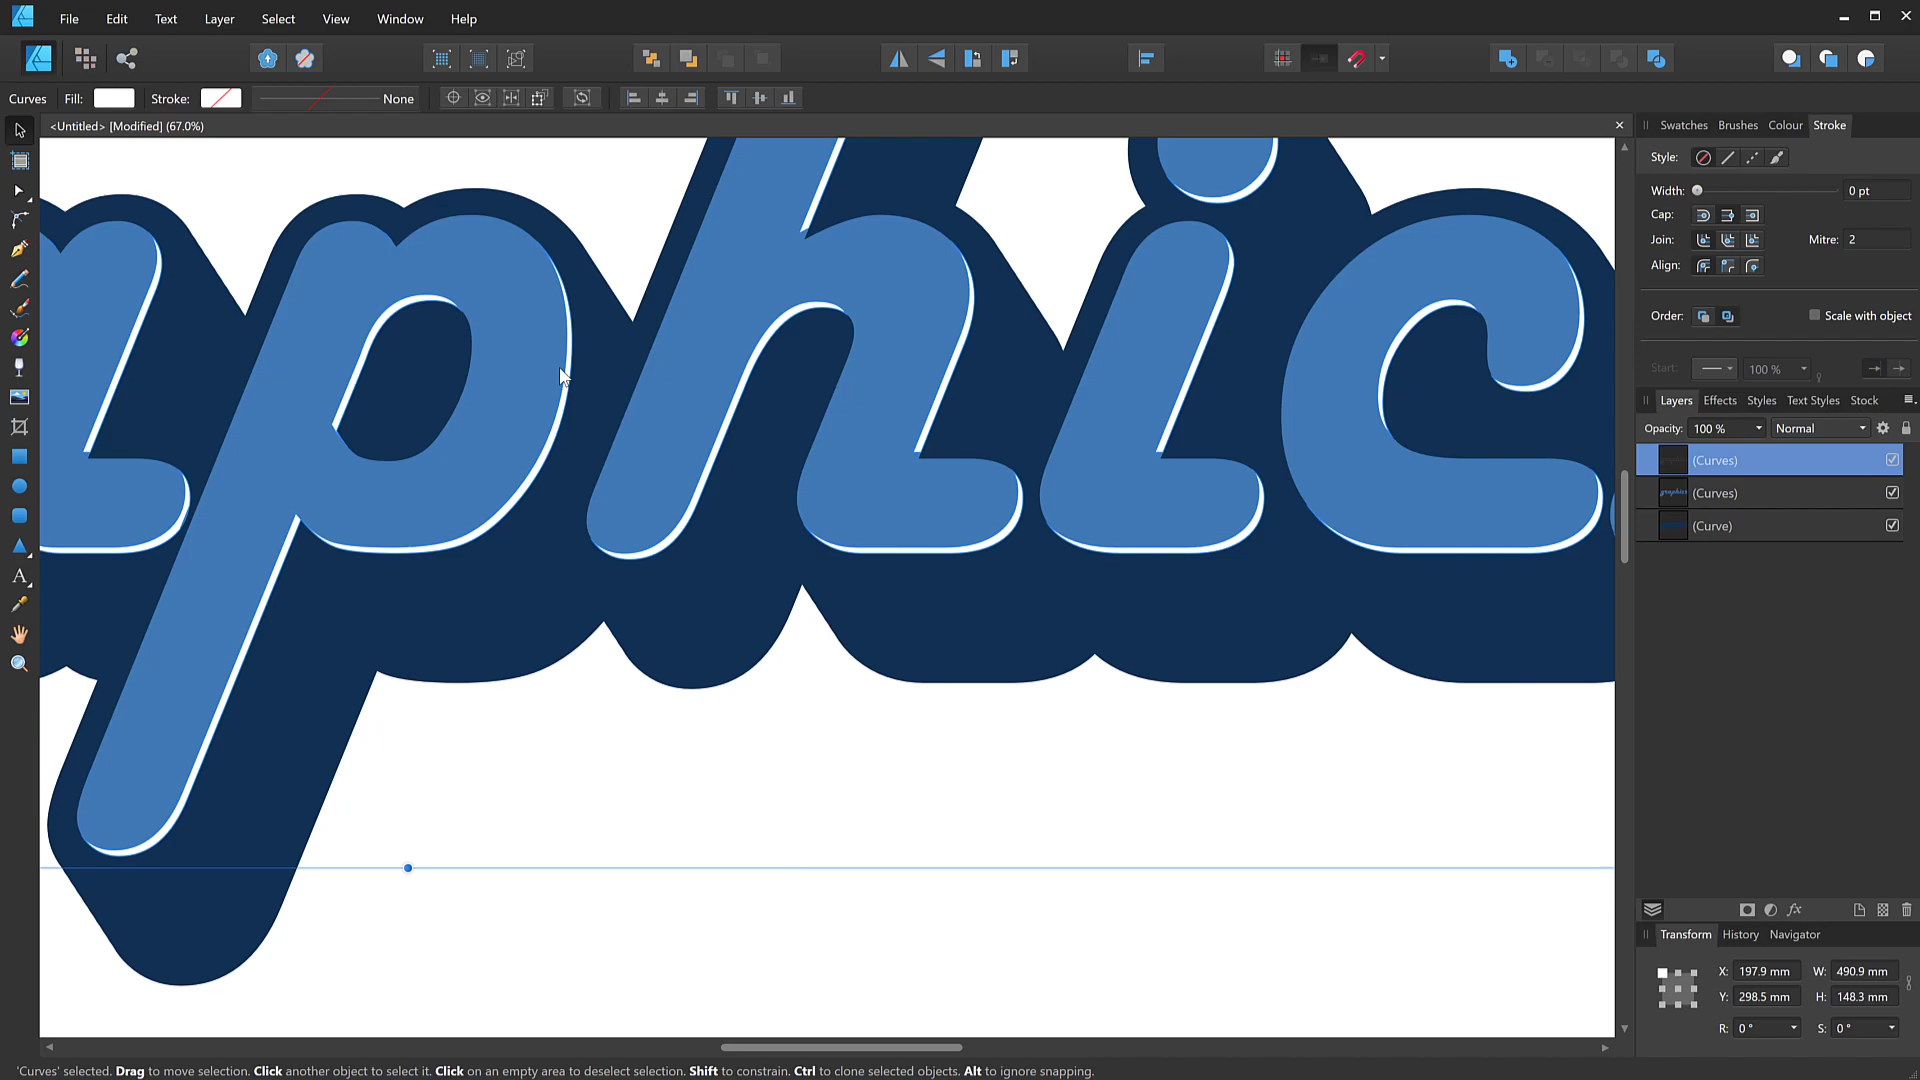 File Edit Text Layer Select View Window Help
Curves Fill: Stroke: None
<Untitled> [Modified] (67.0%)
Swatches Brushes Colour Stroke
Style:
Width: 0 pt
Cap:
Join: Mitre: 2
Align:
Order: Scale with object
Start: 100 %
Layers Effects Styles Text Styles Stock
Opacity: 100 % Normal
(Curves)
graphics (Curves)
(Curve)
phic
Transform History Navigator
X: 197.9 mm W: 490.9 mm
Y: 298.5 mm H: 148.3 mm
R: 0 ° S: 0 °
'Curves' selected. Drag to move selection. Click another object to select it. Click on an empty area to deselect selection. Shift to constrain. Ctrl to clone selected objects. Alt to ignore snapping.